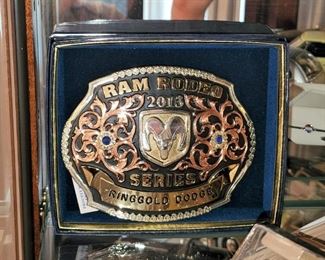 RAM RODEO
2013
SERIES
RINGGOLD DODGE